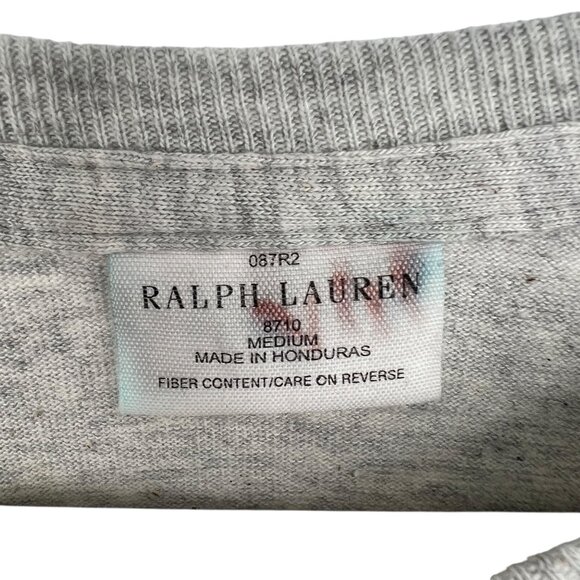 087R2
RALPH LAUREN
8710
MEDIUM
MADE IN HONDURAS
FIBER CONTENT/CARE ON REVERSE